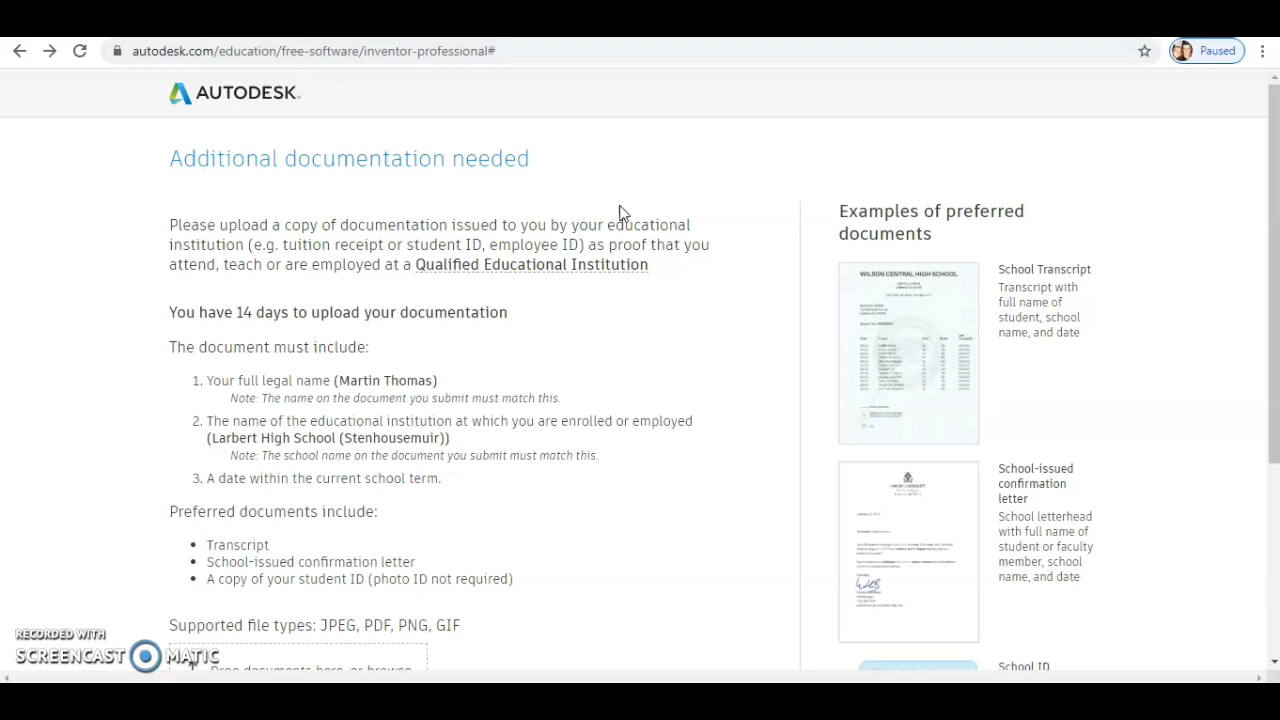 autodesk.com/education/free-software/inventor-professional#
Paused
AUTODESK
Additional documentation needed
Please upload a copy of documentation issued to you by your educational
institution (e.g. tuition receipt or student ID, employee ID) as proof that you
attend, teach or are employed at a Qualified Educational Institution
You have 14 days to upload your documentation
The document must include:
legal name (Martin Thomas)
The name on the document you submit must match this.
The name of the educational institution at which you are enrolled or employed
(Larbert High School (Stenhousemuir))
Note: The school name on the document you submit must match this.
3. A date within the current school term.
Preferred documents include:
Transcript
School-issued confirmation letter
A copy of your student ID (photo ID not required)
Supported file types: JPEG, PDF, PNG, GIF
Drop documents here, or browse
Examples of preferred
documents
WILSON CENTRAL HIGH SCHOOL
School Transcript
Transcript with
full name of
student, school
name, and date
School-issued
confirmation
letter
School letterhead
with full name of
student or faculty
member, school
name, and date
School ID
RECORDED WITH
SCREENCAST MATIC